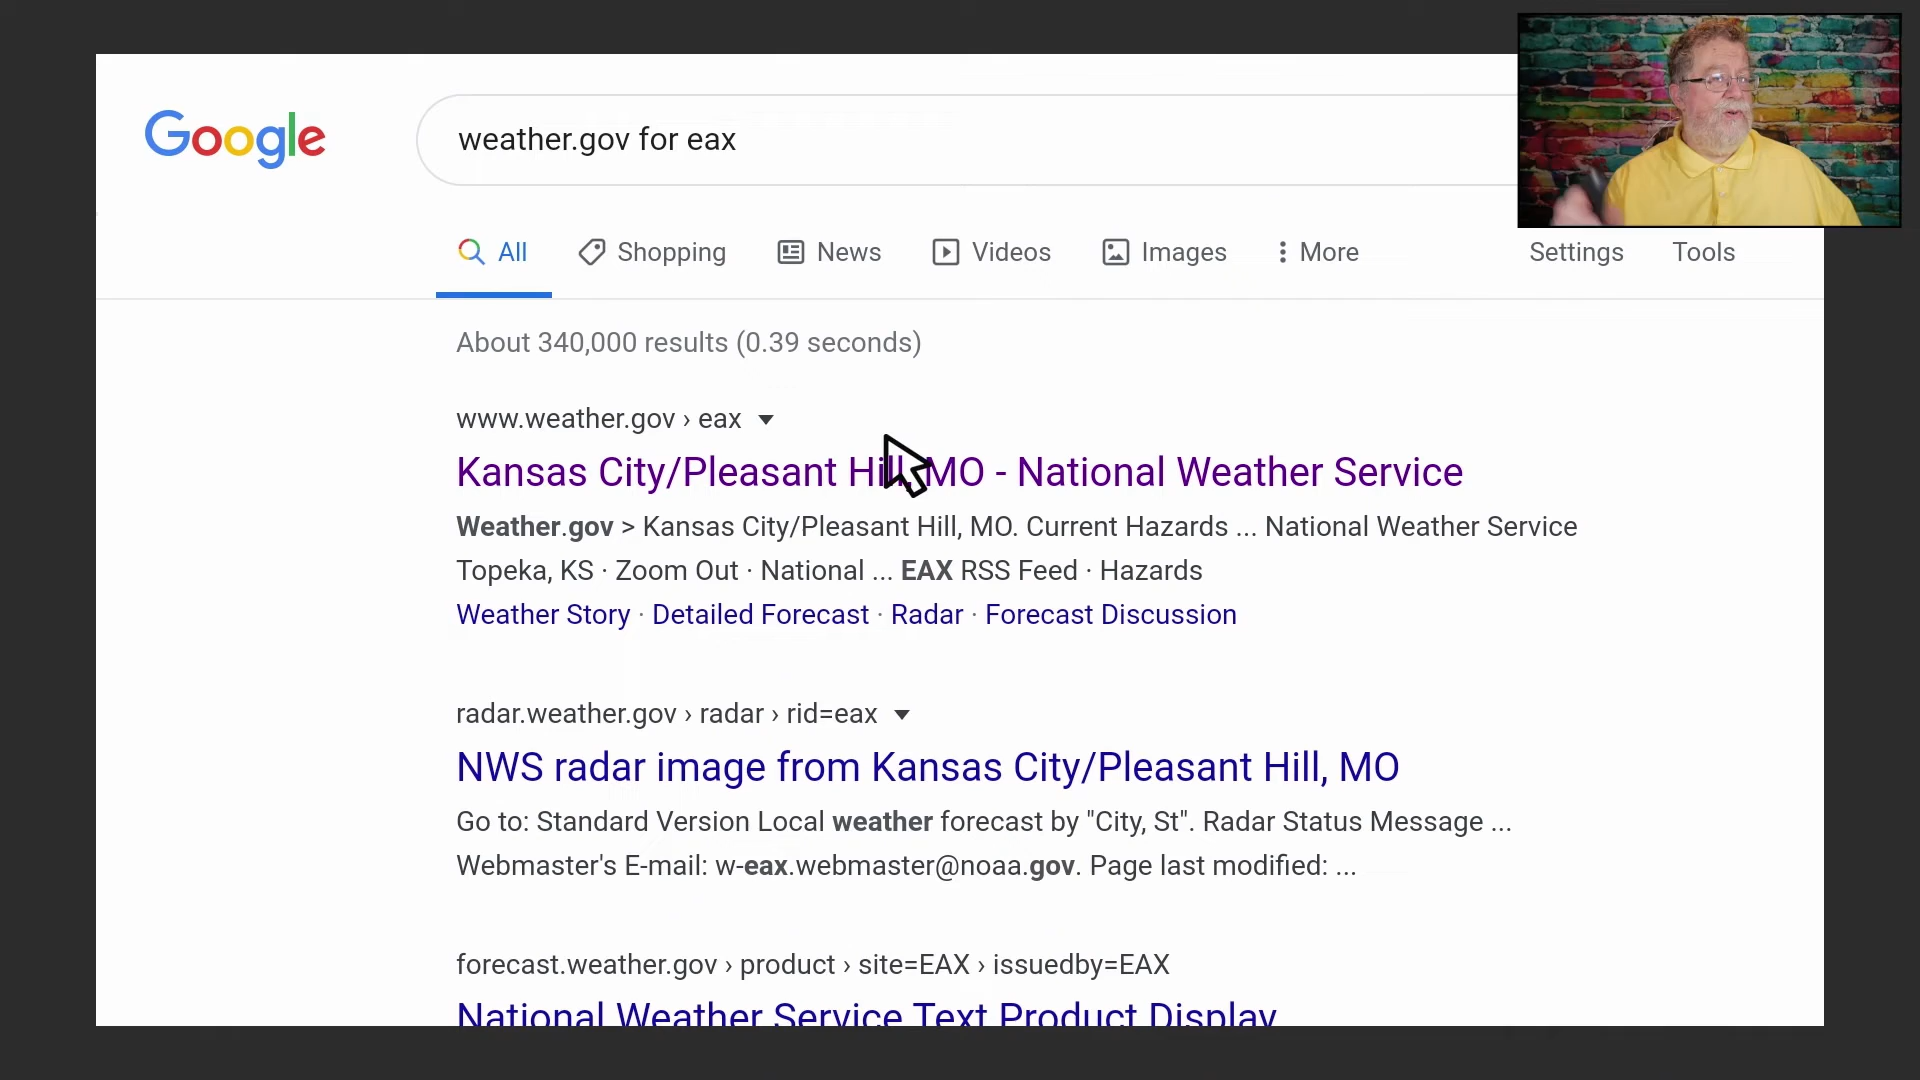 Google
weather.gov for eax
All
Shopping
News
Videos
Images
More
Settings
Tools
About 340,000 results (0.39 seconds)
www.weather.gov › eax
Kansas City/Pleasant Hill, MO - National Weather Service
Weather.gov > Kansas City/Pleasant Hill, MO. Current Hazards ... National Weather Service
Topeka, KS · Zoom Out · National ... EAX RSS Feed · Hazards
Weather Story · Detailed Forecast · Radar · Forecast Discussion
radar.weather.gov › radar › rid=eax
NWS radar image from Kansas City/Pleasant Hill, MO
Go to: Standard Version Local weather forecast by "City, St". Radar Status Message ...
Webmaster's E-mail: w-eax.webmaster@noaa.gov. Page last modified: ...
forecast.weather.gov › product › site=EAX › issuedby=EAX
National Weather Service Text Product Display